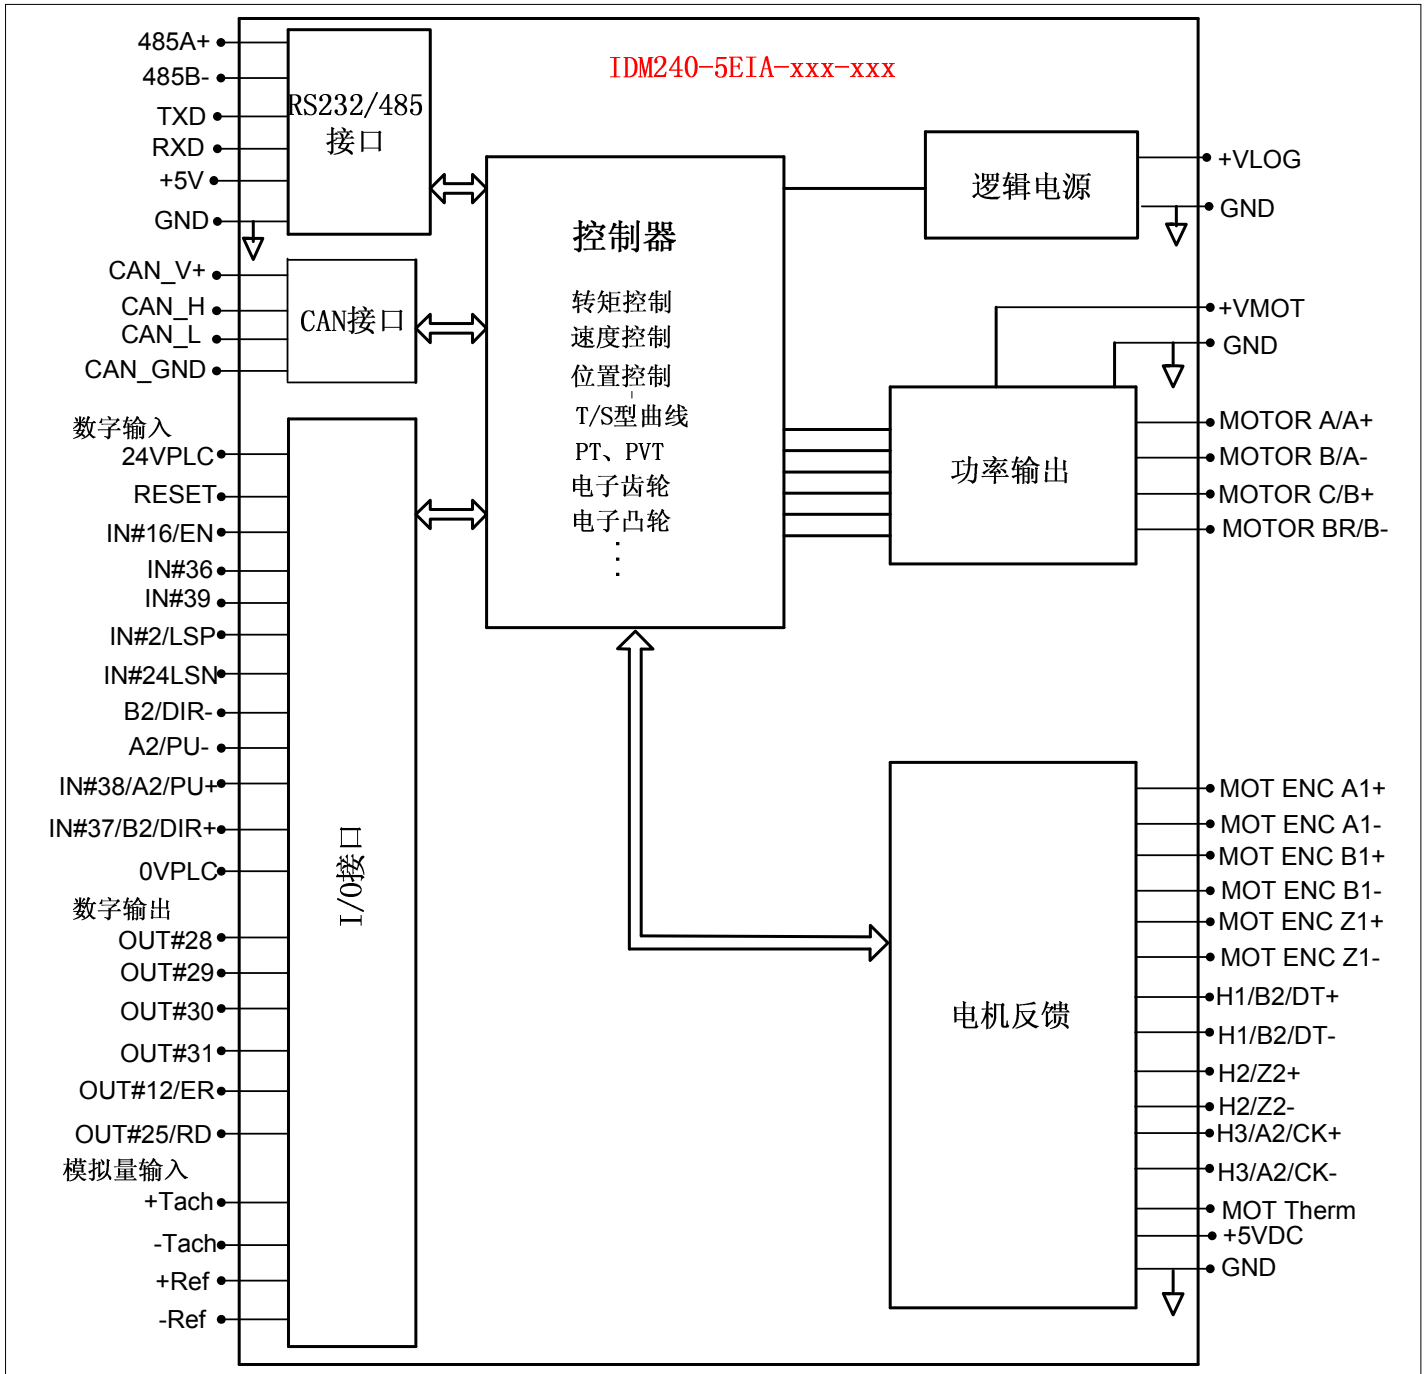 IDM240-5EIA-xxx-xxx
485A+
485B-
TXD
RXD
+5V
GND
RS232/485
接口
CAN_V+
CAN_H
CAN_L
CAN_GND
CAN接口
数字输入
24VPLC
RESET
IN#16/EN
IN#36
IN#39
IN#2/LSP
IN#24LSN
B2/DIR-
A2/PU-
IN#38/A2/PU+
IN#37/B2/DIR+
0VPLC
数字输出
OUT#28
OUT#29
OUT#30
OUT#31
OUT#12/ER
OUT#25/RD
模拟量输入
+Tach
-Tach
+Ref
-Ref
I/O接口
控制器
转矩控制
速度控制
位置控制
T/S型曲线
PT、PVT
电子齿轮
电子凸轮
逻辑电源
+VLOG
GND
+VMOT
GND
功率输出
MOTOR A/A+
MOTOR B/A-
MOTOR C/B+
MOTOR BR/B-
电机反馈
MOT ENC A1+
MOT ENC A1-
MOT ENC B1+
MOT ENC B1-
MOT ENC Z1+
MOT ENC Z1-
H1/B2/DT+
H1/B2/DT-
H2/Z2+
H2/Z2-
H3/A2/CK+
H3/A2/CK-
MOT Therm
+5VDC
GND